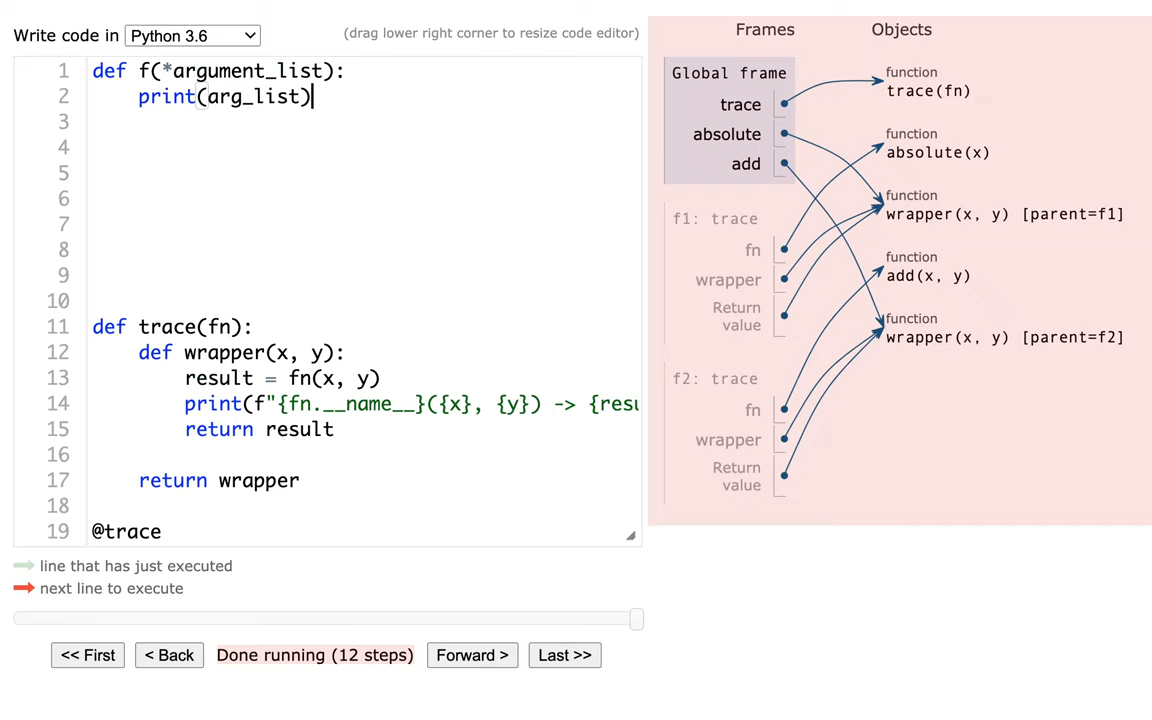 Write code in Python 3.6
(drag lower right corner to resize code editor)
1 def f(*argument_list):
2     print(arg_list)
3
4
5
6
7
8
9
10
11 def trace(fn):
12     def wrapper(x, y):
13         result = fn(x, y)
14         print(f"{fn.__name__}({x}, {y}) -> {resu
15         return result
16
17     return wrapper
18
19 @trace
line that has just executed
next line to execute
<< First
< Back
Done running (12 steps)
Forward >
Last >>
Frames
Objects
Global frame
trace
absolute
add
f1: trace
fn
wrapper
Return
value
f2: trace
fn
wrapper
Return
value
function
trace(fn)
function
absolute(x)
function
wrapper(x, y) [parent=f1]
function
add(x, y)
function
wrapper(x, y) [parent=f2]